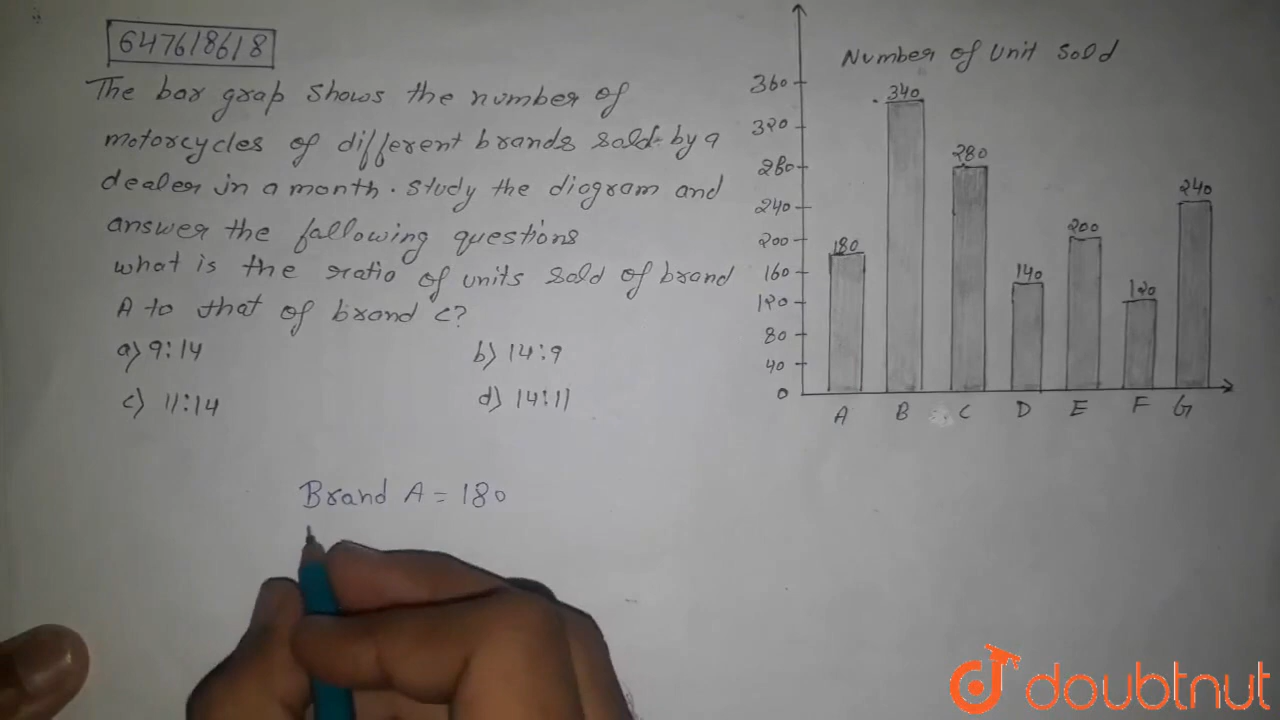 647618618
The bar grap shows the number of
motorcycles of different brands sold by a
dealer in a month. Study the diogram and
answer the following questions
what is the ratio of units sold of brand
A to that of brand C?
a) 9:14
b) 14:9
c) 11:14
d) 14:11
Brand A = 180
Number of Unit Sold
360
320
280
240
200
160
120
80
40
0
180
340
280
140
200
120
240
A B C D E F G
doubtnut